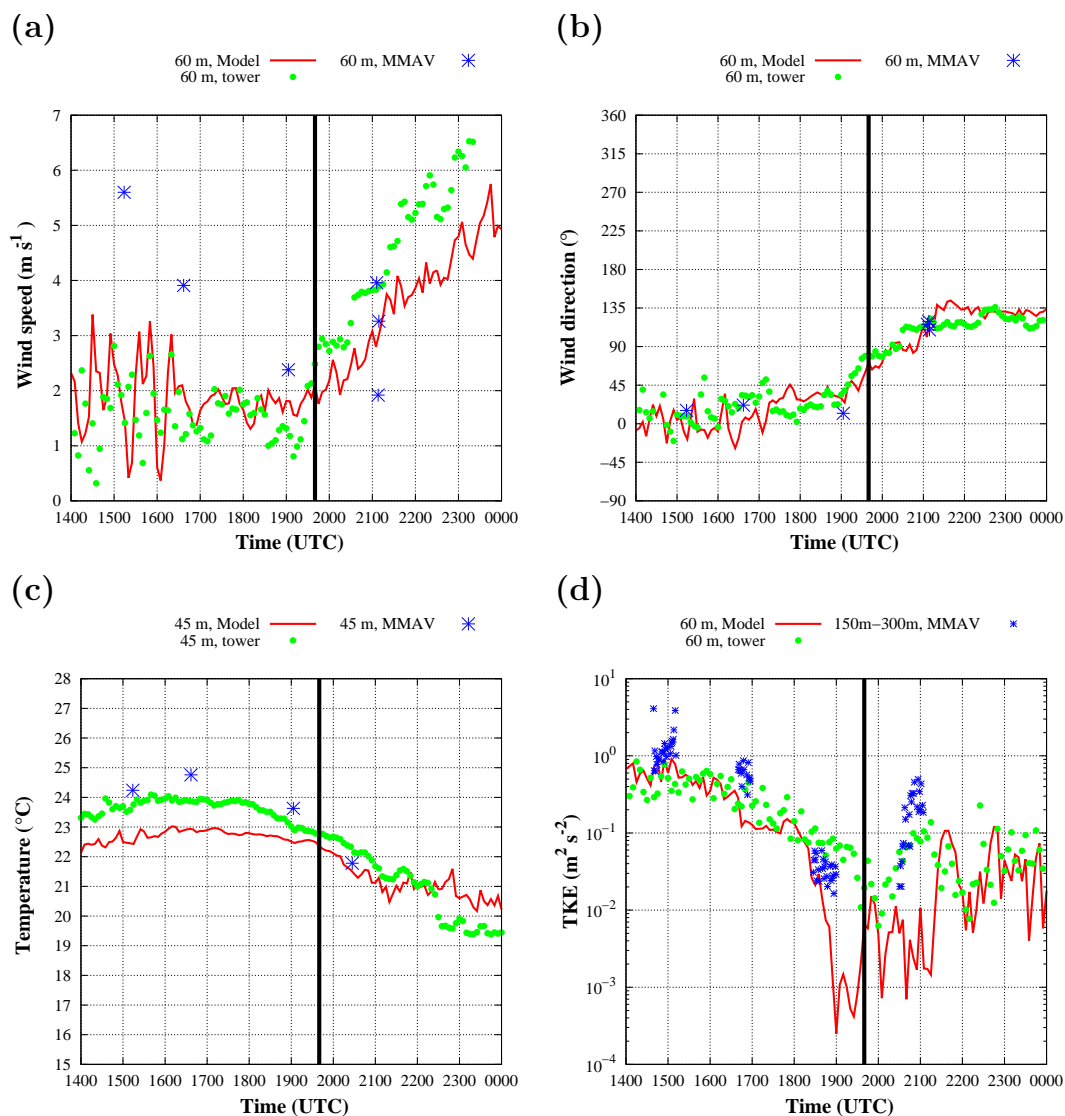 (a)
60 m, Model 60 m, MMAV
60 m, tower
Wind speed (m s⁻¹)
7
6
5
4
3
2
1
0
1400 1500 1600 1700 1800 1900 2000 2100 2200 2300 0000
Time (UTC)
(b)
60 m, Model 60 m, MMAV
60 m, tower
Wind direction (°)
360
315
270
225
180
135
90
45
0
−45
−90
1400 1500 1600 1700 1800 1900 2000 2100 2200 2300 0000
Time (UTC)
(c)
45 m, Model 45 m, MMAV
45 m, tower
Temperature (°C)
28
27
26
25
24
23
22
21
20
19
18
17
16
15
1400 1500 1600 1700 1800 1900 2000 2100 2200 2300 0000
Time (UTC)
(d)
60 m, Model 150m−300m, MMAV
60 m, tower
TKE (m² s⁻²)
10¹
10⁰
10⁻¹
10⁻²
10⁻³
10⁻⁴
1400 1500 1600 1700 1800 1900 2000 2100 2200 2300 0000
Time (UTC)